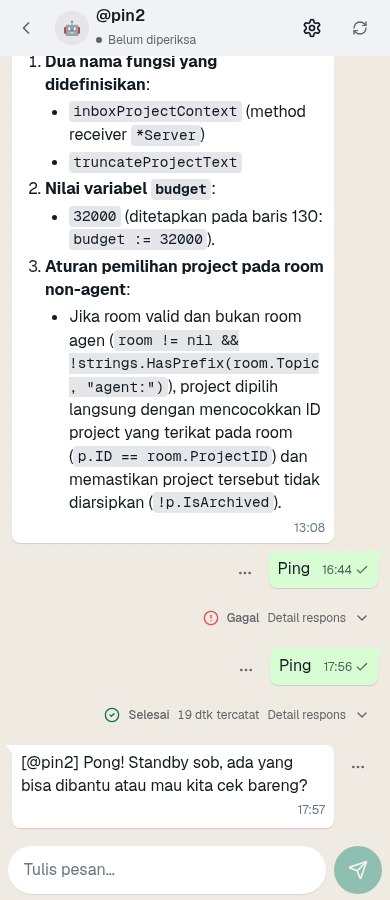 @pin2
Belum diperiksa
1. Dua nama fungsi yang
didefinisikan:
• inboxProjectContext (method
receiver *Server)
• truncateProjectText
2. Nilai variabel budget:
• 32000 (ditetapkan pada baris 130:
budget := 32000).
3. Aturan pemilihan project pada room
non-agent:
• Jika room valid dan bukan room
agen (room != nil &&
!strings.HasPrefix(room.Topic
, "agent:")), project dipilih
langsung dengan mencocokkan ID
project yang terikat pada room
(p.ID == room.ProjectID) dan
memastikan project tersebut tidak
diarsipkan (!p.IsArchived).
13:08
... Ping 16:44
Gagal Detail respons
... Ping 17:56
Selesai 19 dtk tercatat Detail respons
[@pin2] Pong! Standby sob, ada yang
bisa dibantu atau mau kita cek bareng?
...
17:57
Tulis pesan...